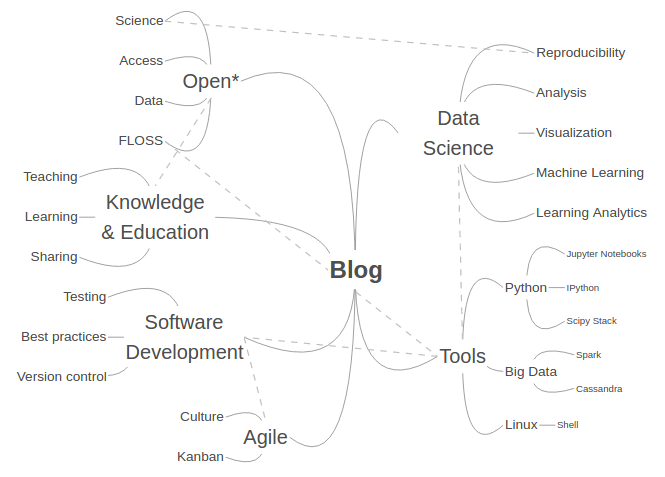 Science
Access
Data
FLOSS
Open*
Teaching
Learning
Sharing
Knowledge
& Education
Testing
Best practices
Version control
Software
Development
Culture
Kanban
Agile
Blog
Data
Science
Reproducibility
Analysis
Visualization
Machine Learning
Learning Analytics
Tools
Python
Jupyter Notebooks
IPython
Scipy Stack
Big Data
Spark
Cassandra
Linux
Shell